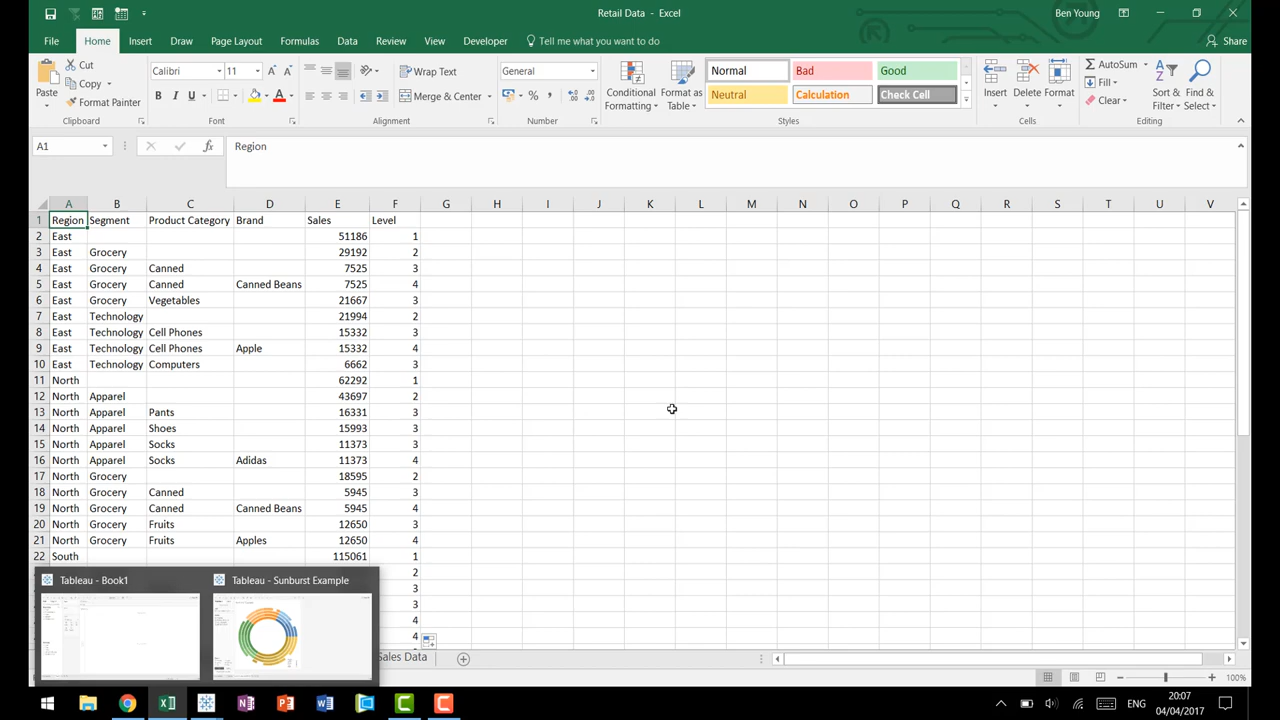 Retail Data - Excel
Ben Young
File Home Insert Draw Page Layout Formulas Data Review View Developer Tell me what you want to do Share
Paste
Cut
Copy
Format Painter
Clipboard
Calibri 11
B I U
Font
Wrap Text
Merge & Center
Alignment
General
%
Number
Conditional Formatting
Format as Table
Normal Bad Good
Neutral Calculation Check Cell
Styles
Insert Delete Format
Cells
AutoSum
Fill
Clear
Sort & Filter
Find & Select
Editing
A1 fx Region
A B C D E F G H I J K L M N O P Q R S T U V
1 Region Segment Product Category Brand Sales Level
2 East 51186 1
3 East Grocery 29192 2
4 East Grocery Canned 7525 3
5 East Grocery Canned Canned Beans 7525 4
6 East Grocery Vegetables 21667 3
7 East Technology 21994 2
8 East Technology Cell Phones 15332 3
9 East Technology Cell Phones Apple 15332 4
10 East Technology Computers 6662 3
11 North 62292 1
12 North Apparel 43697 2
13 North Apparel Pants 16331 3
14 North Apparel Shoes 15993 3
15 North Apparel Socks 11373 3
16 North Apparel Socks Adidas 11373 4
17 North Grocery 18595 2
18 North Grocery Canned 5945 3
19 North Grocery Canned Canned Beans 5945 4
20 North Grocery Fruits 12650 3
21 North Grocery Fruits Apples 12650 4
22 South 115061 1
2
3
3
4
4
Tableau - Book1
Tableau - Sunburst Example
Sales Data
100%
ENG
20:07
04/04/2017